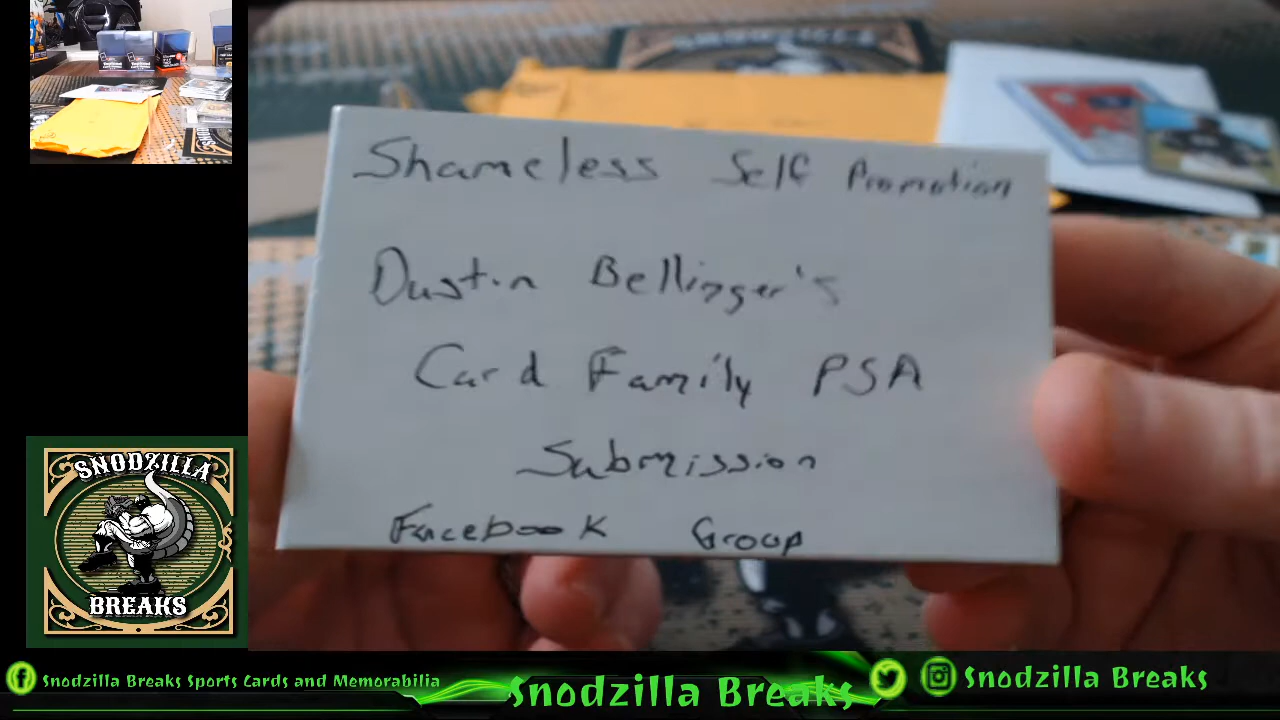 Shameless Self Promotion
Dustin Bellinger's
Card Family PSA
Submission
Facebook Group
SNODZILLA
BREAKS
Snodzilla Breaks Sports Cards and Memorabilia
Snodzilla Breaks
Snodzilla Breaks